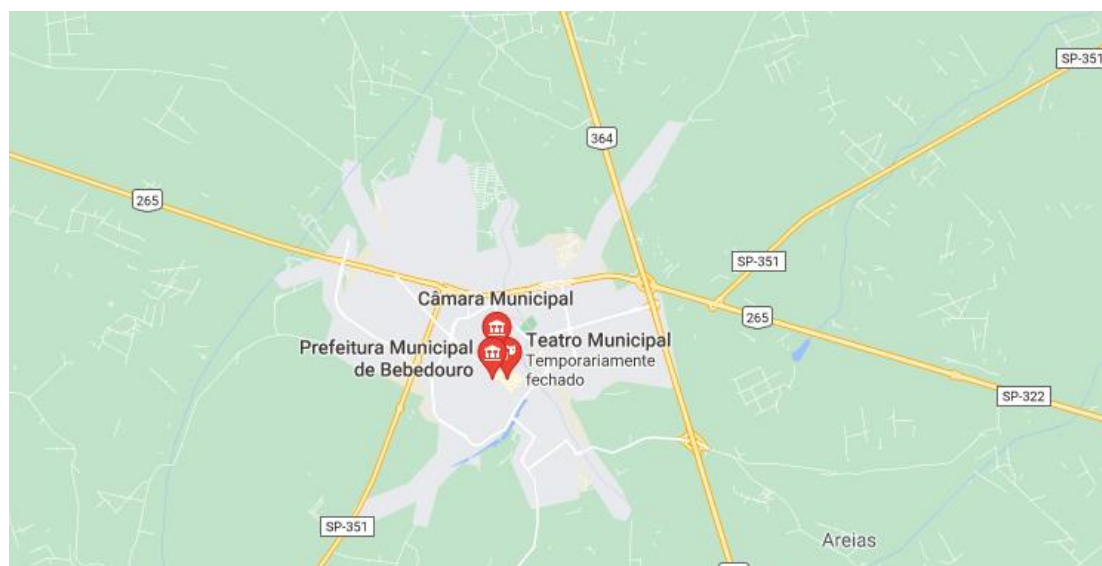 SP-351
364
265
SP-351
Câmara Municipal
265
Prefeitura Municipal
de Bebedouro
Teatro Municipal
Temporariamente
fechado
SP-322
SP-351
Areias